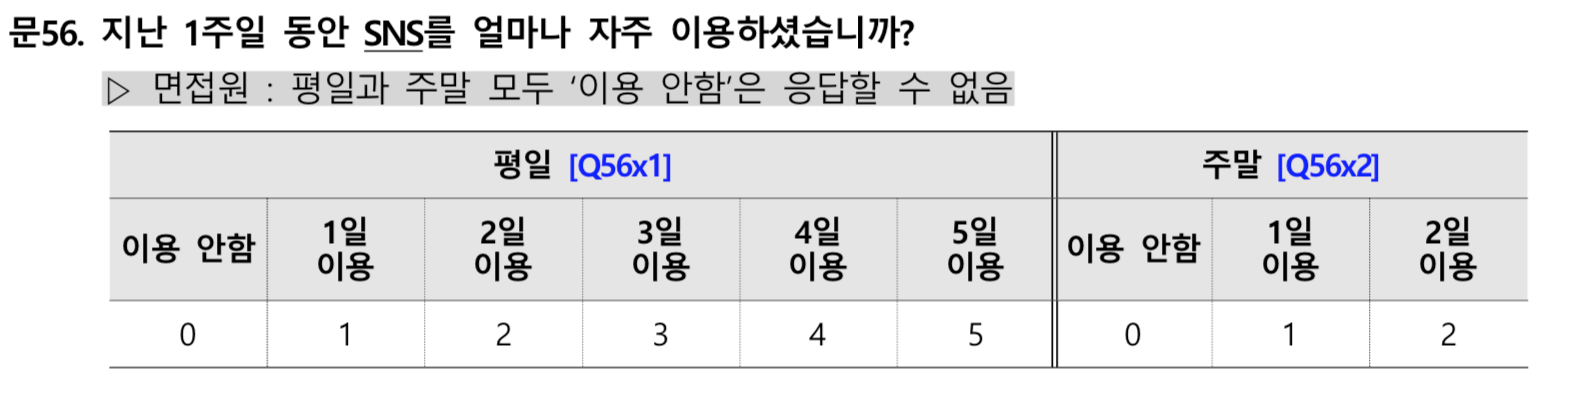 문56. 지난 1주일 동안 SNS를 얼마나 자주 이용하셨습니까?
▷ 면접원 : 평일과 주말 모두 ‘이용 안함’은 응답할 수 없음
평일 [Q56x1] 주말 [Q56x2]
이용 안함 1일 이용 2일 이용 3일 이용 4일 이용 5일 이용 이용 안함 1일 이용 2일 이용
0 1 2 3 4 5 0 1 2